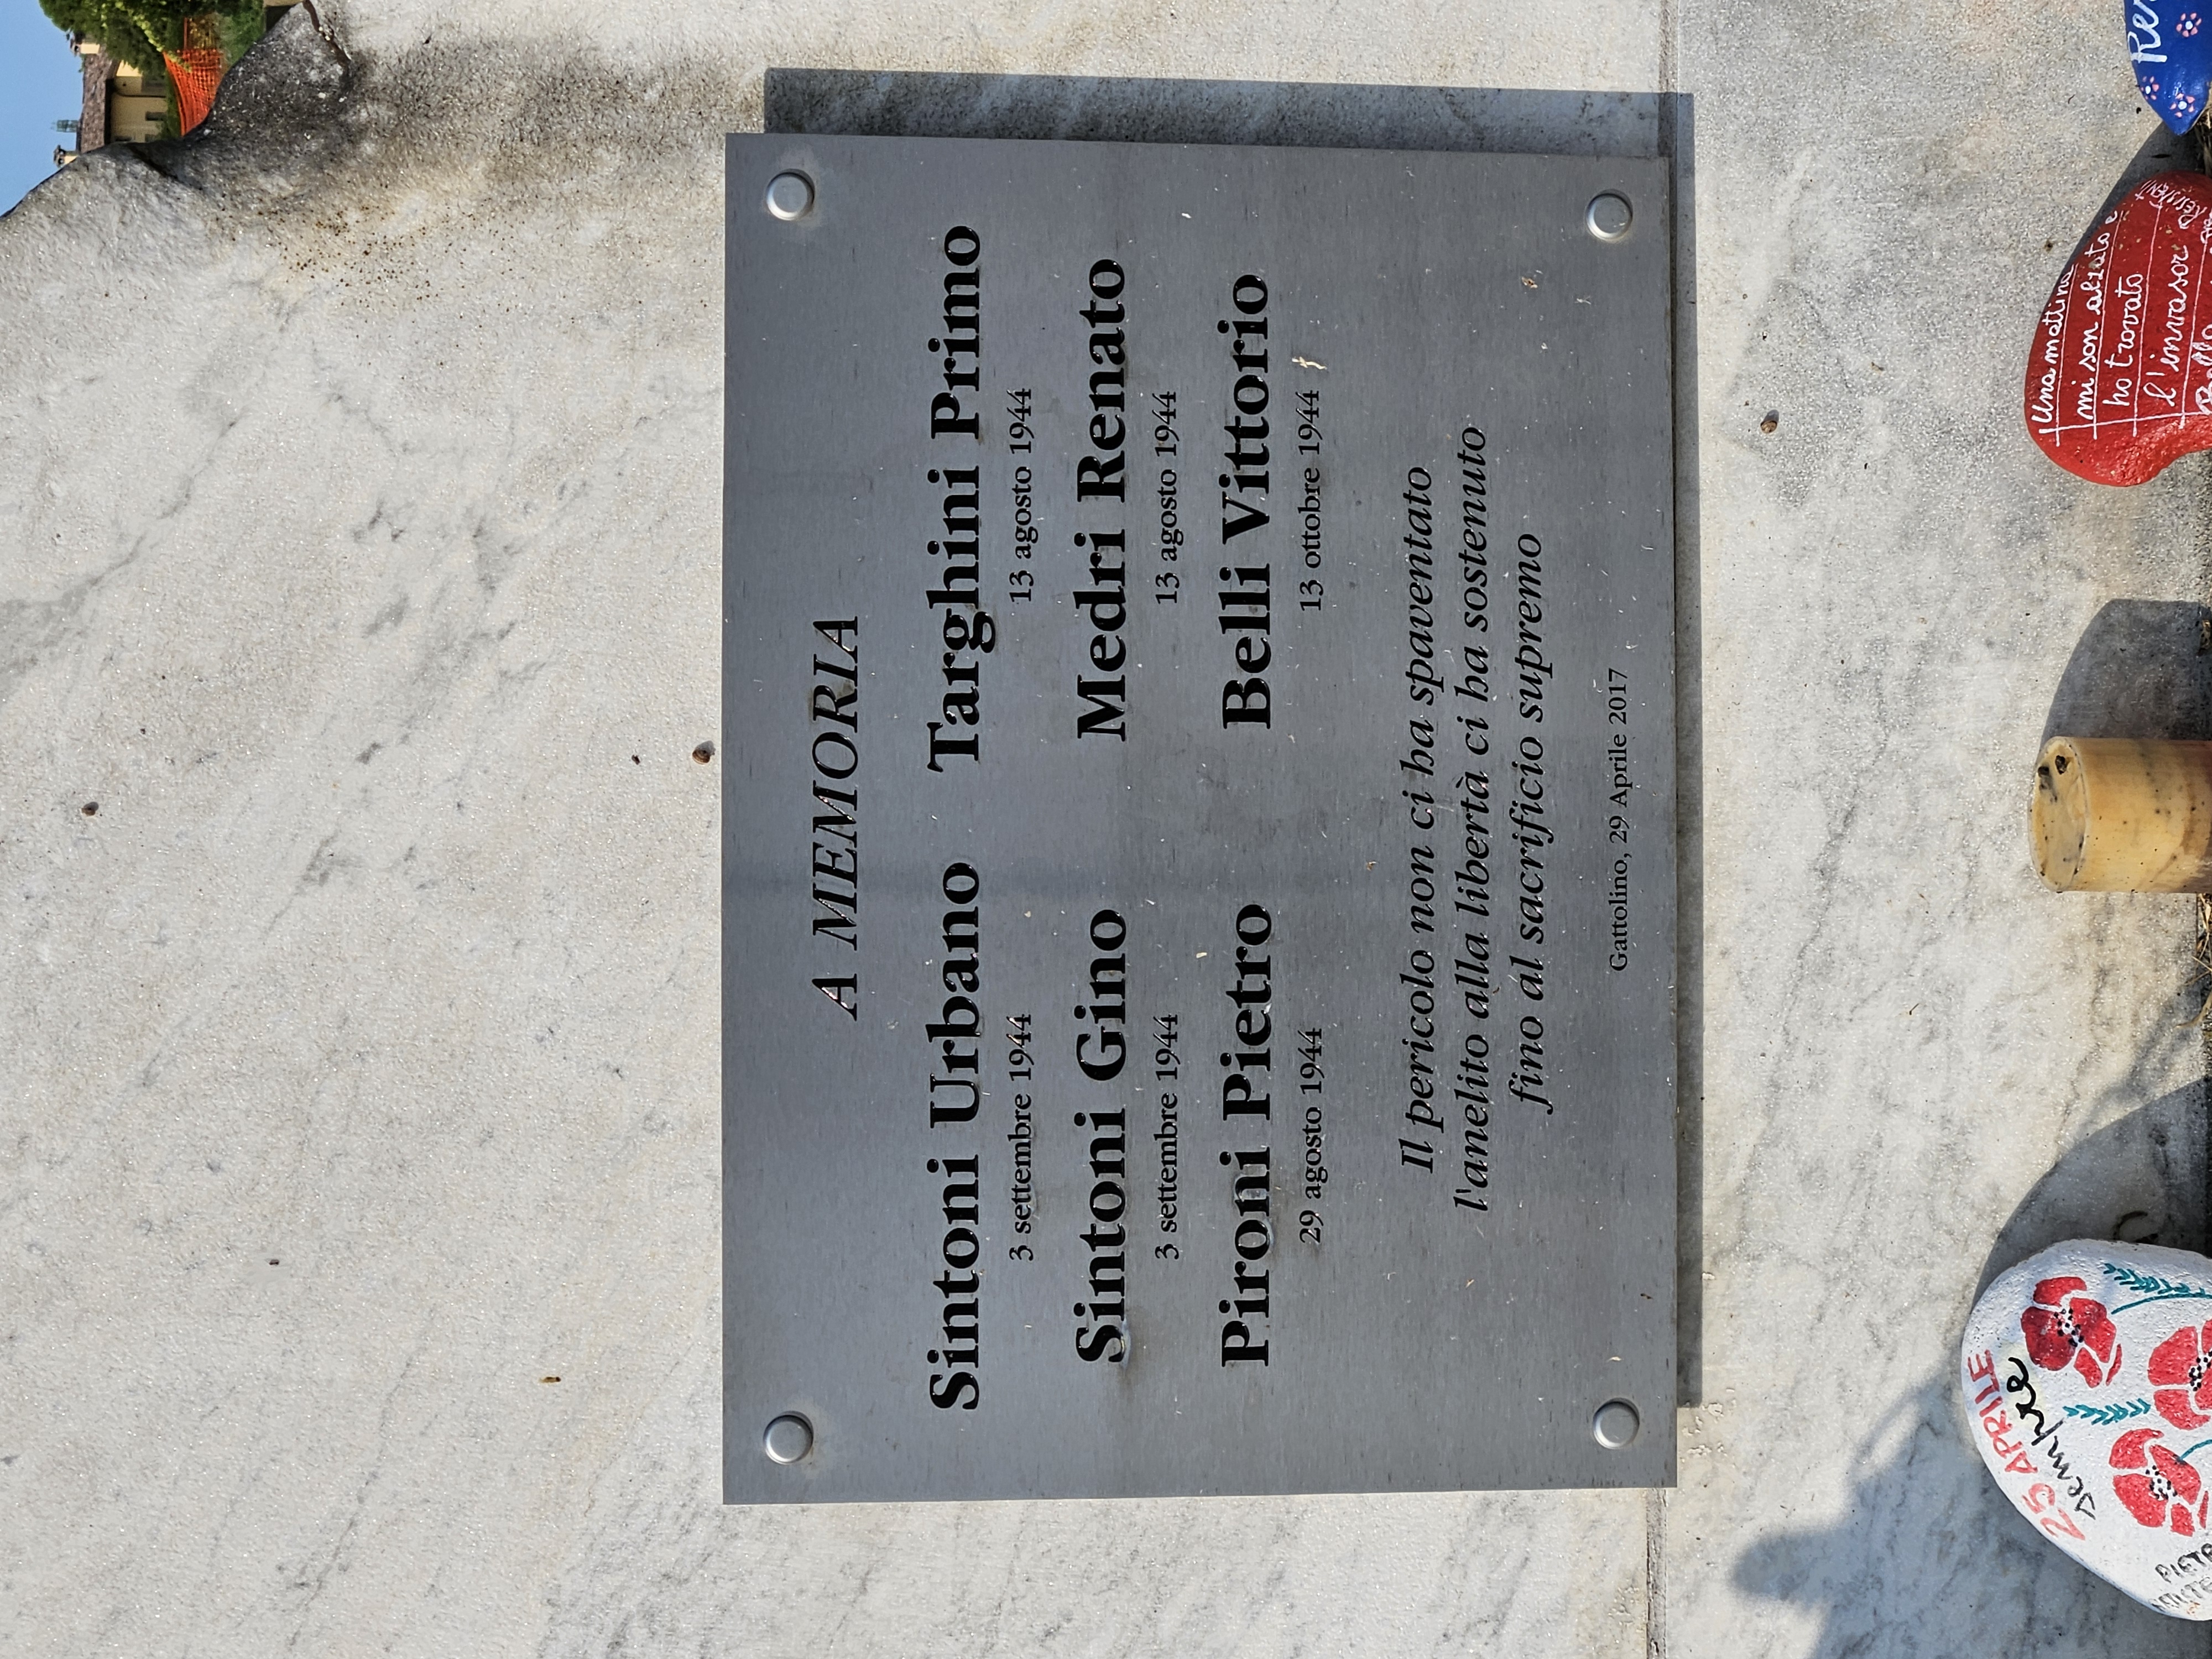 A MEMORIA
Sintoni Urbano
3 settembre 1944
Targhini Primo
13 agosto 1944
Sintoni Gino
3 settembre 1944
Medri Renato
13 agosto 1944
Pironi Pietro
29 agosto 1944
Belli Vittorio
13 ottobre 1944
Il pericolo non ci ha spaventato
l'anelito alla libertà ci ha sostenuto
fino al sacrificio supremo
Gattolino, 29 Aprile 2017
25 APRILE
sempre
Una mattina
mi son alzato e
ho trovato
l'invasor